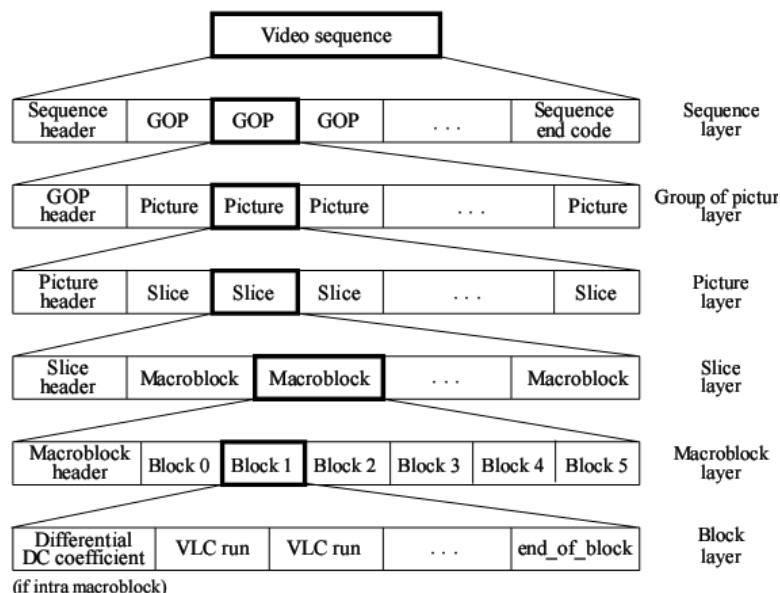 Video sequence
Sequence header GOP GOP GOP . . . Sequence end code Sequence layer
GOP header Picture Picture Picture . . . Picture Group of pictur layer
Picture header Slice Slice Slice . . . Slice Picture layer
Slice header Macroblock Macroblock . . . Macroblock Slice layer
Macroblock header Block 0 Block 1 Block 2 Block 3 Block 4 Block 5 Macroblock layer
Differential DC coefficient VLC run VLC run . . . end_of_block Block layer
(if intra macroblock)